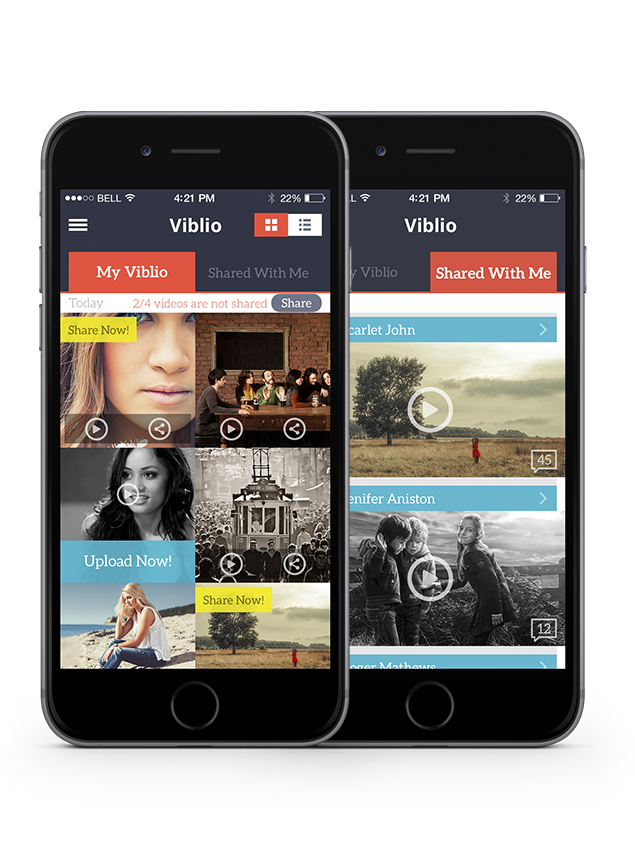 BELL 4:21 PM 22%
Viblio
My Viblio Shared With Me
Today 2/4 videos are not shared Share
Share Now!
Upload Now!
Share Now!
LL 4:21 PM 22%
Viblio
y Viblio Shared With Me
carlet John
45
enifer Aniston
12
oger Mathews